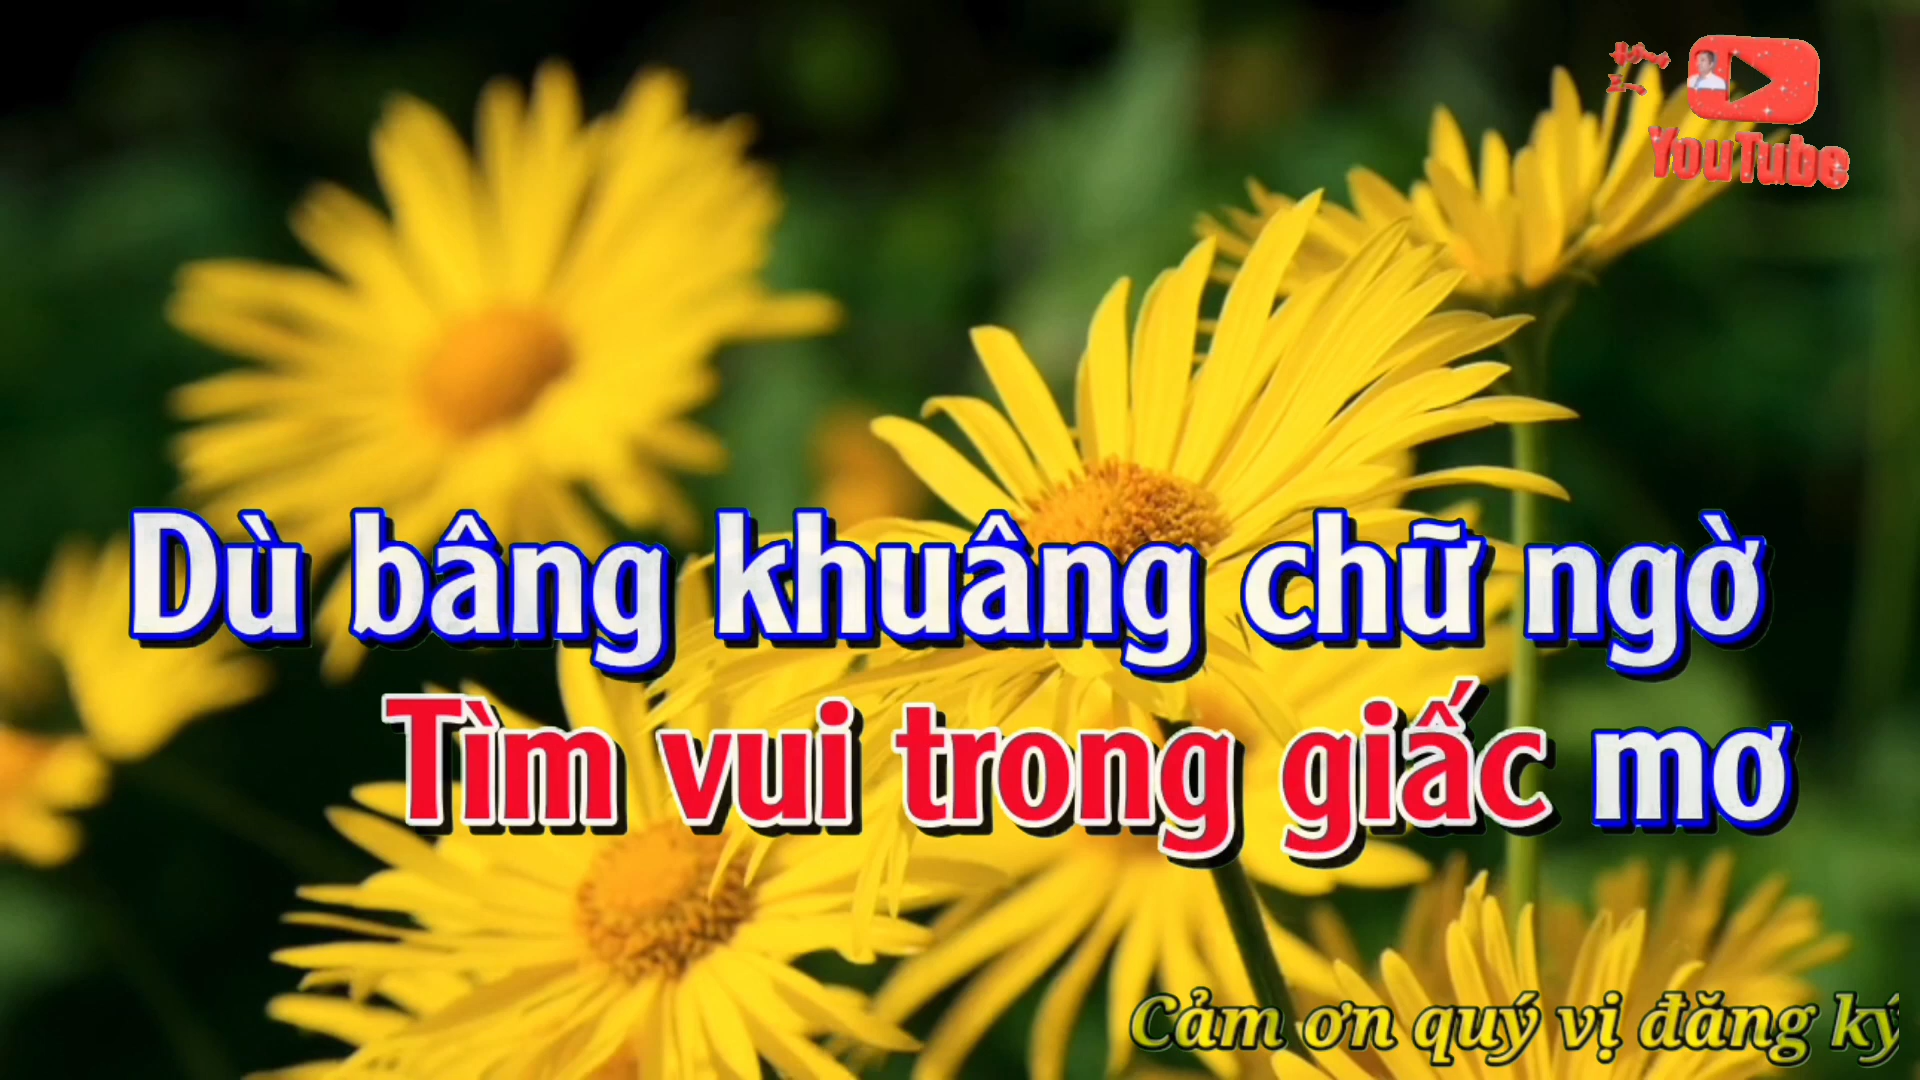 YouTube
Dù bâng khuâng chữ ngờ
Tìm vui trong giấc mơ
Cảm ơn quý vị đăng ký